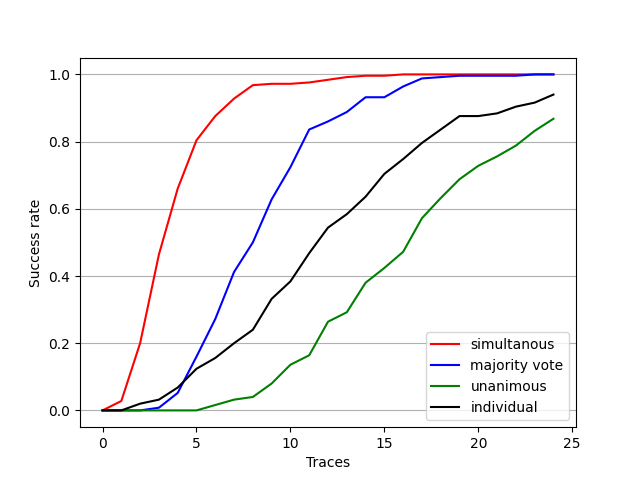 1.0
0.8
0.6
0.4
0.2
0.0
Success rate
0
5
10
15
20
25
Traces
simultanous
majority vote
unanimous
individual